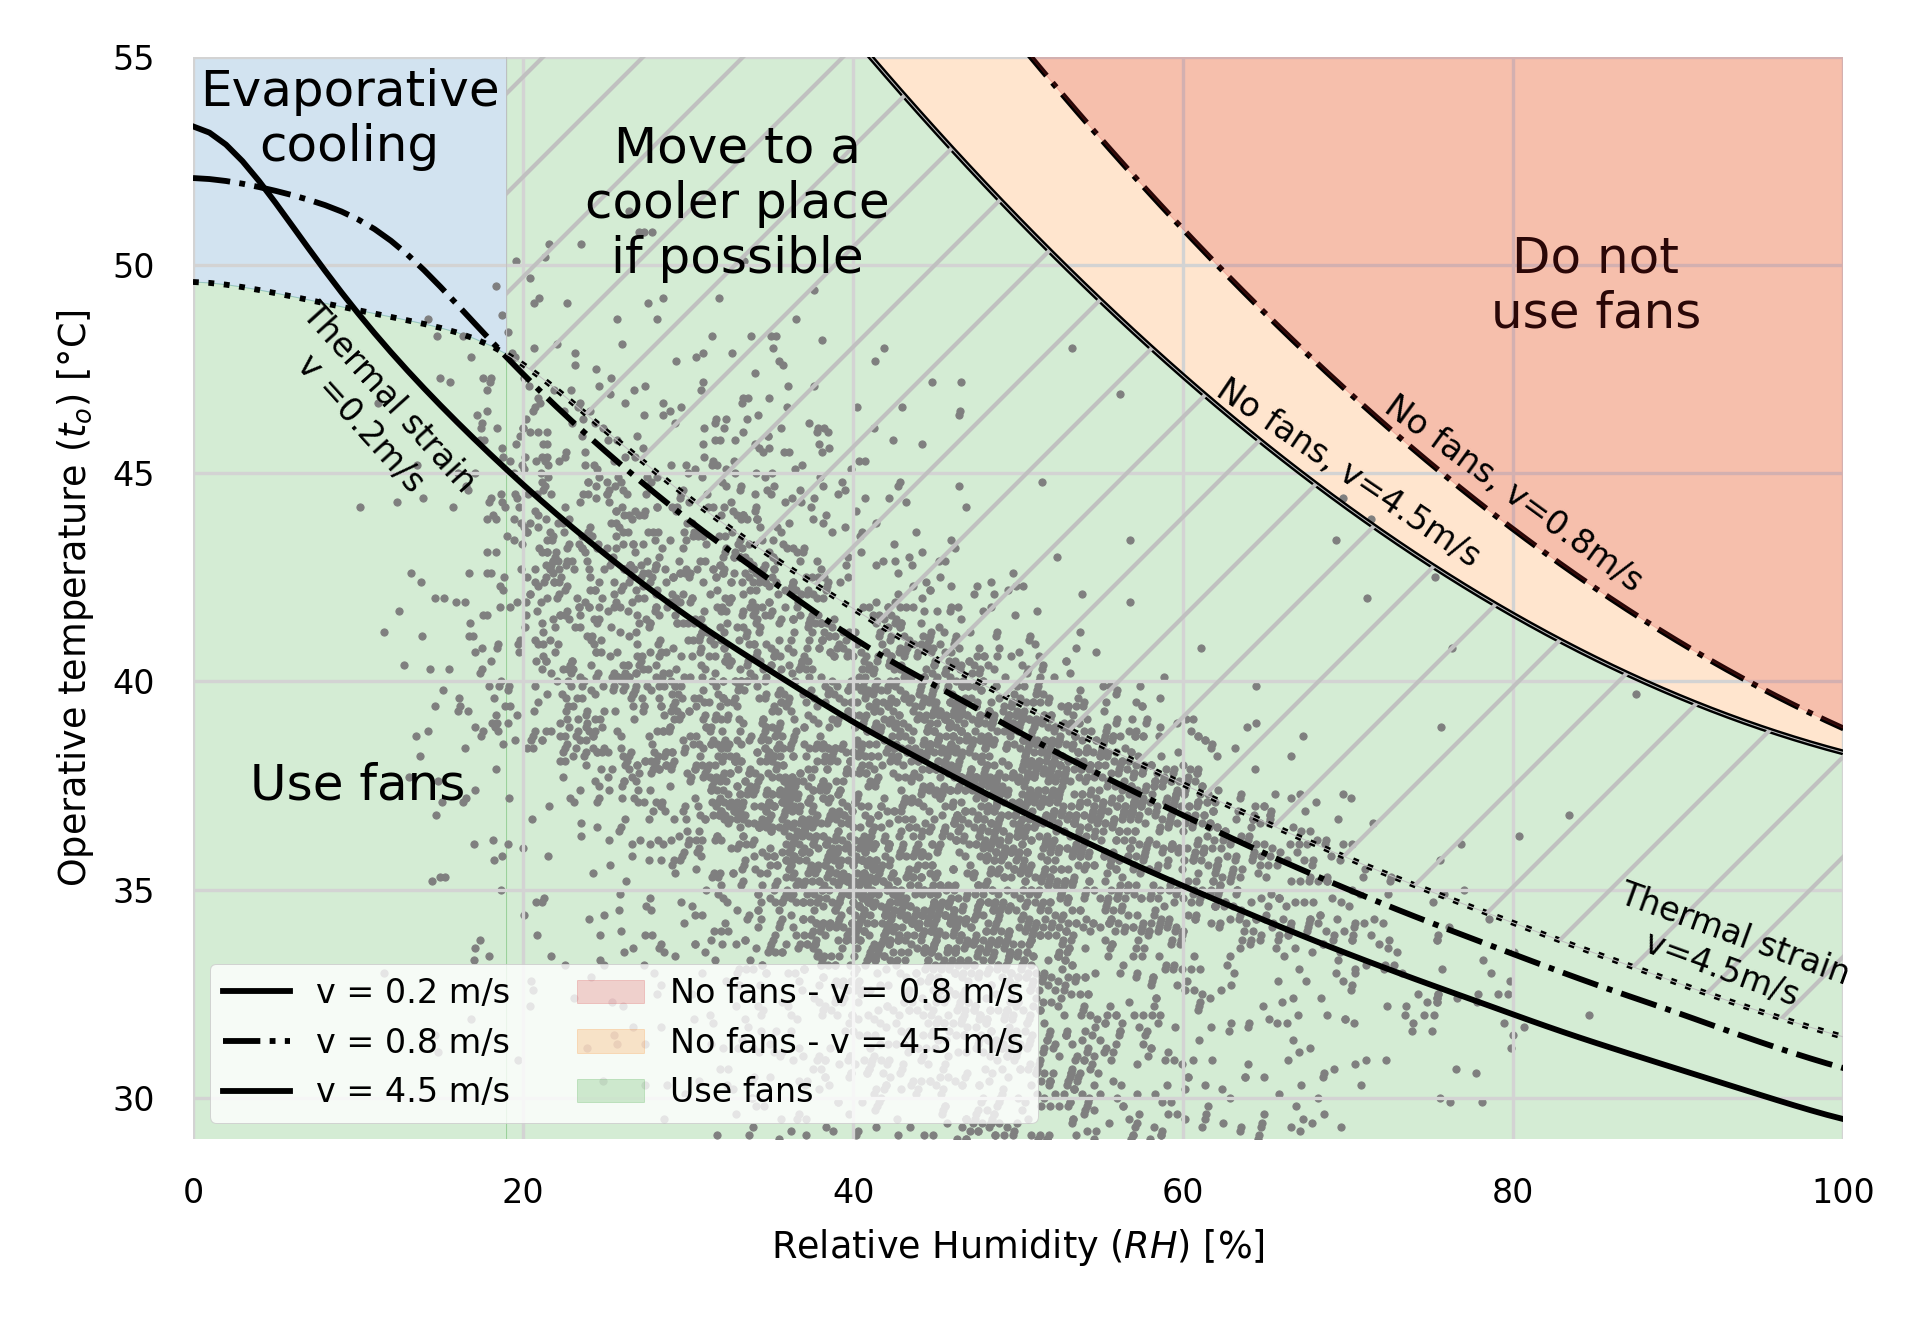 55
50
45
40
35
30
Operative temperature (t_o) [°C]
Evaporative
cooling
Move to a
cooler place
if possible
Do not
use fans
Thermal strain
v =0.2m/s
No fans, v=4.5m/s
No fans, v=0.8m/s
Use fans
Thermal strain
v=4.5m/s
v = 0.2 m/s
v = 0.8 m/s
v = 4.5 m/s
No fans - v = 0.8 m/s
No fans - v = 4.5 m/s
Use fans
0 20 40 60 80 100
Relative Humidity (RH) [%]